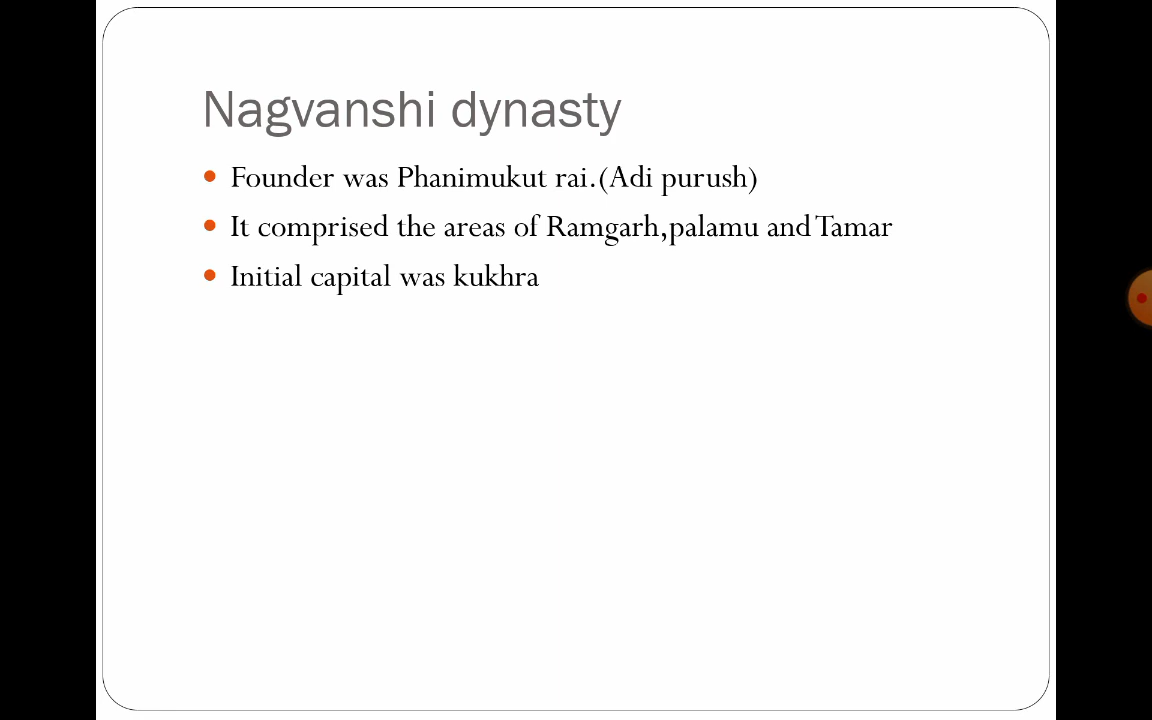 Nagvanshi dynasty
Founder was Phanimukut rai.(Adi purush)
It comprised the areas of Ramgarh,palamu and Tamar
Initial capital was kukhra